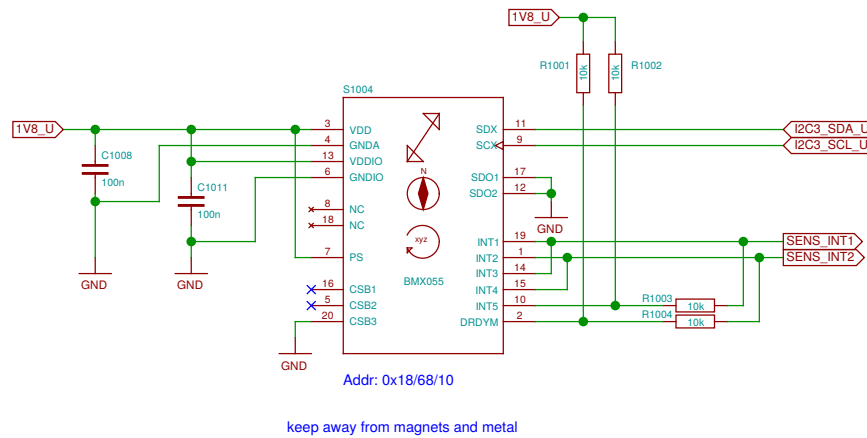 1V8_U
R1001
10k
10k
R1002
S1004
1V8_U
3
VDD
4
GNDA
13
VDDIO
6
GNDIO
8
NC
18
NC
7
PS
16
CSB1
5
CSB2
20
CSB3
C1008
100n
C1011
100n
GND
GND
GND
N
xyz
BMX055
SDX
11
I2C3_SDA_U
SCX
9
I2C3_SCL_U
SDO1
17
SDO2
12
GND
INT1
19
SENS_INT1
INT2
1
SENS_INT2
INT3
14
INT4
15
INT5
10
R1003
10k
DRDYM
2
R1004
10k
Addr: 0x18/68/10
keep away from magnets and metal